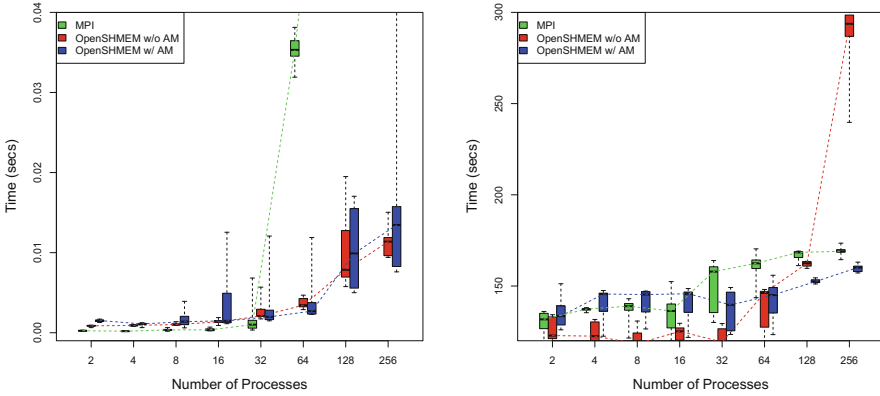 MPI
OpenSHMEM w/o AM
OpenSHMEM w/ AM
Time (secs)
0.04
0.03
0.02
0.01
0.00
2 4 8 16 32 64 128 256
Number of Processes
MPI
OpenSHMEM w/o AM
OpenSHMEM w/ AM
Time (secs)
300
250
200
150
2 4 8 16 32 64 128 256
Number of Processes